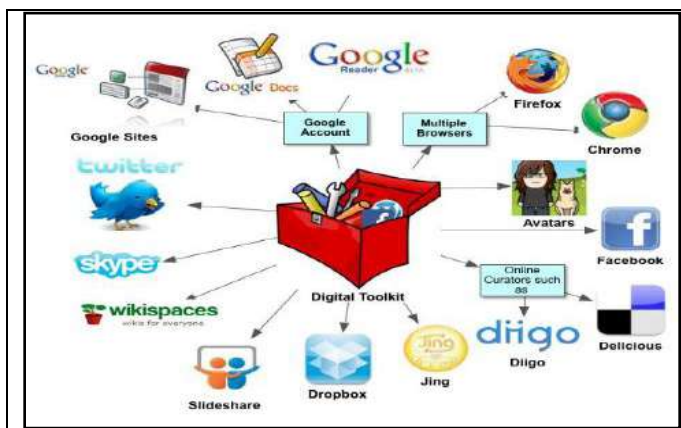 Google
Google Sites
Google Docs
Google
Reader
Google
Account
Multiple
Browsers
Firefox
Chrome
twitter
Avatars
Facebook
skype
Online
Curators such
as
wikispaces
wikis for everyone
Digital Toolkit
Slideshare
Dropbox
Jing
Jing
diigo
Diigo
Delicious